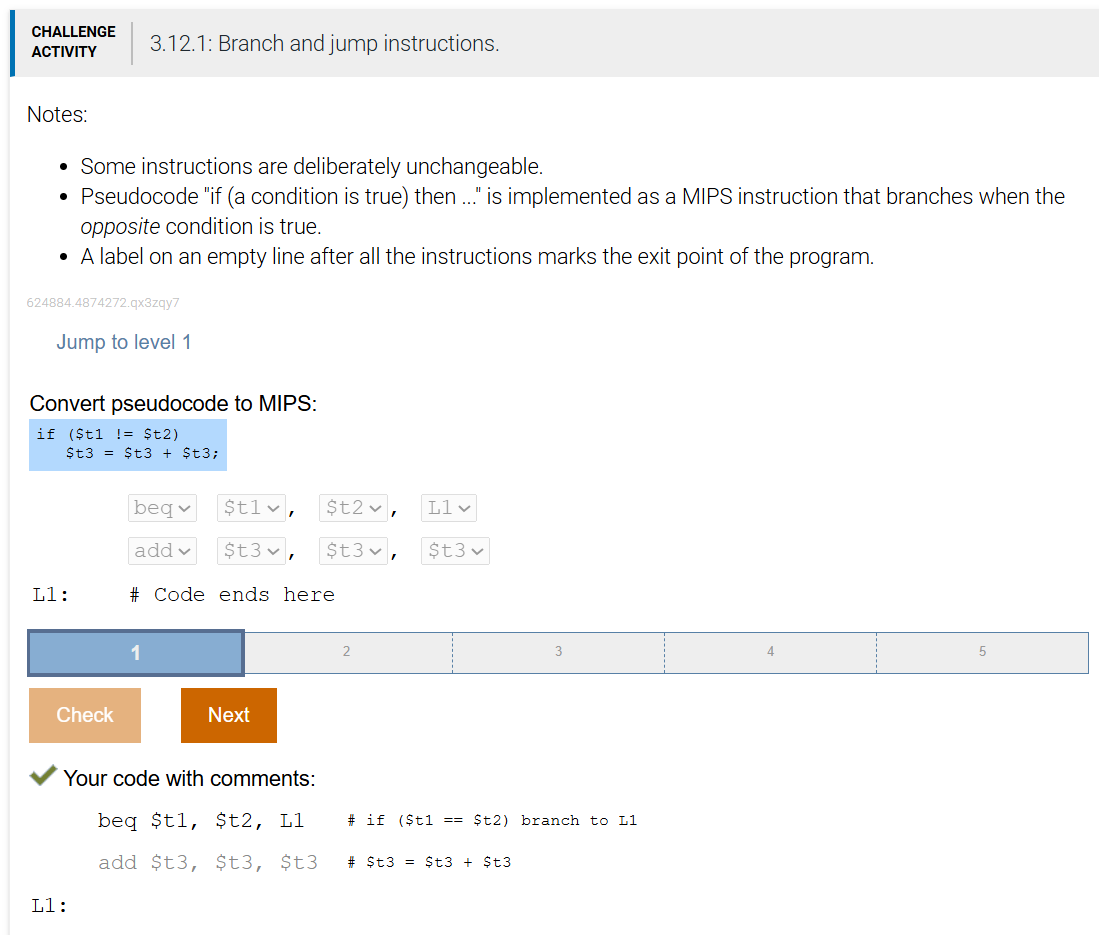 CHALLENGE
ACTIVITY
3.12.1: Branch and jump instructions.
Notes:
• Some instructions are deliberately unchangeable.
• Pseudocode "if (a condition is true) then ..." is implemented as a MIPS instruction that branches when the
opposite condition is true.
• A label on an empty line after all the instructions marks the exit point of the program.
624884.4874272.qx3zqy7
Jump to level 1
Convert pseudocode to MIPS:
if ($t1 != $t2)
$t3 = $t3 + $t3;
beq $t1, $t2, L1
add $t3, $t3, $t3
L1: # Code ends here
1 2 3 4 5
Check Next
Your code with comments:
beq $t1, $t2, L1 # if ($t1 == $t2) branch to L1
add $t3, $t3, $t3 # $t3 = $t3 + $t3
L1: